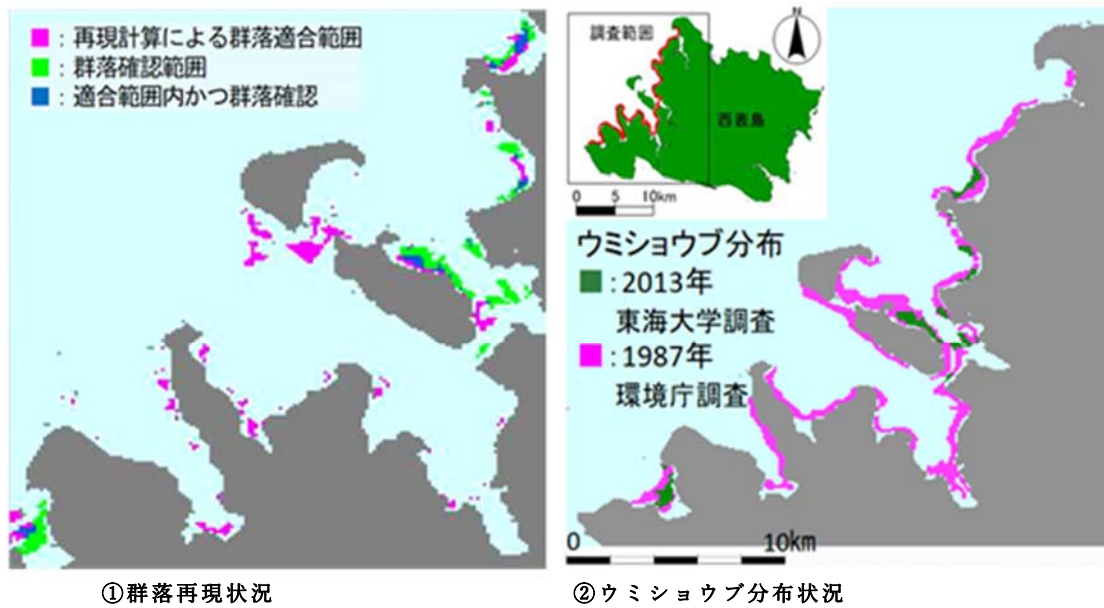 ■：再現計算による群落適合範囲
■：群落確認範囲
■：適合範囲内かつ群落確認
①群落再現状況
調査範囲
N
西表島
0 5 10km
ウミショウブ分布
■：2013年
東海大学調査
■：1987年
環境庁調査
0 10km
②ウミショウブ分布状況